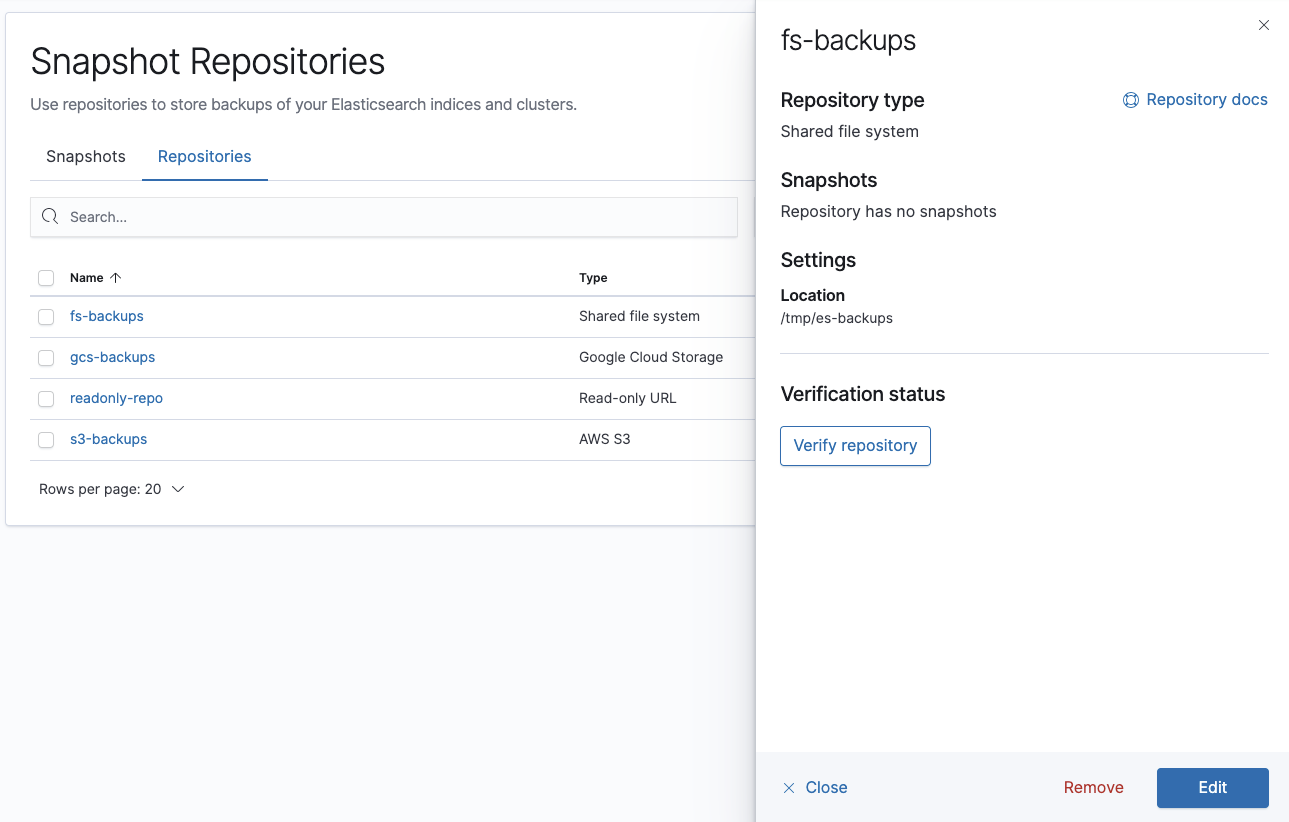 Snapshot Repositories
Use repositories to store backups of your Elasticsearch indices and clusters.
Snapshots Repositories
Search...
Name Type
fs-backups Shared file system
gcs-backups Google Cloud Storage
readonly-repo Read-only URL
s3-backups AWS S3
Rows per page: 20
fs-backups
Repository type Repository docs
Shared file system
Snapshots
Repository has no snapshots
Settings
Location
/tmp/es-backups
Verification status
Verify repository
Close Remove Edit